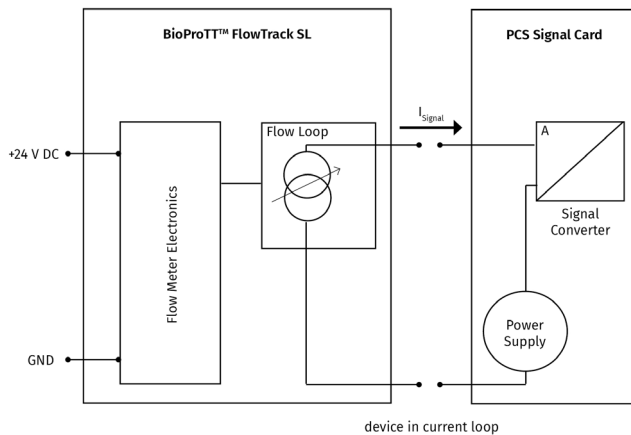 BioProTT™ FlowTrack SL
PCS Signal Card
I Signal
Flow Loop
A
+24 V DC
Flow Meter Electronics
Signal
Converter
Power
Supply
GND
device in current loop